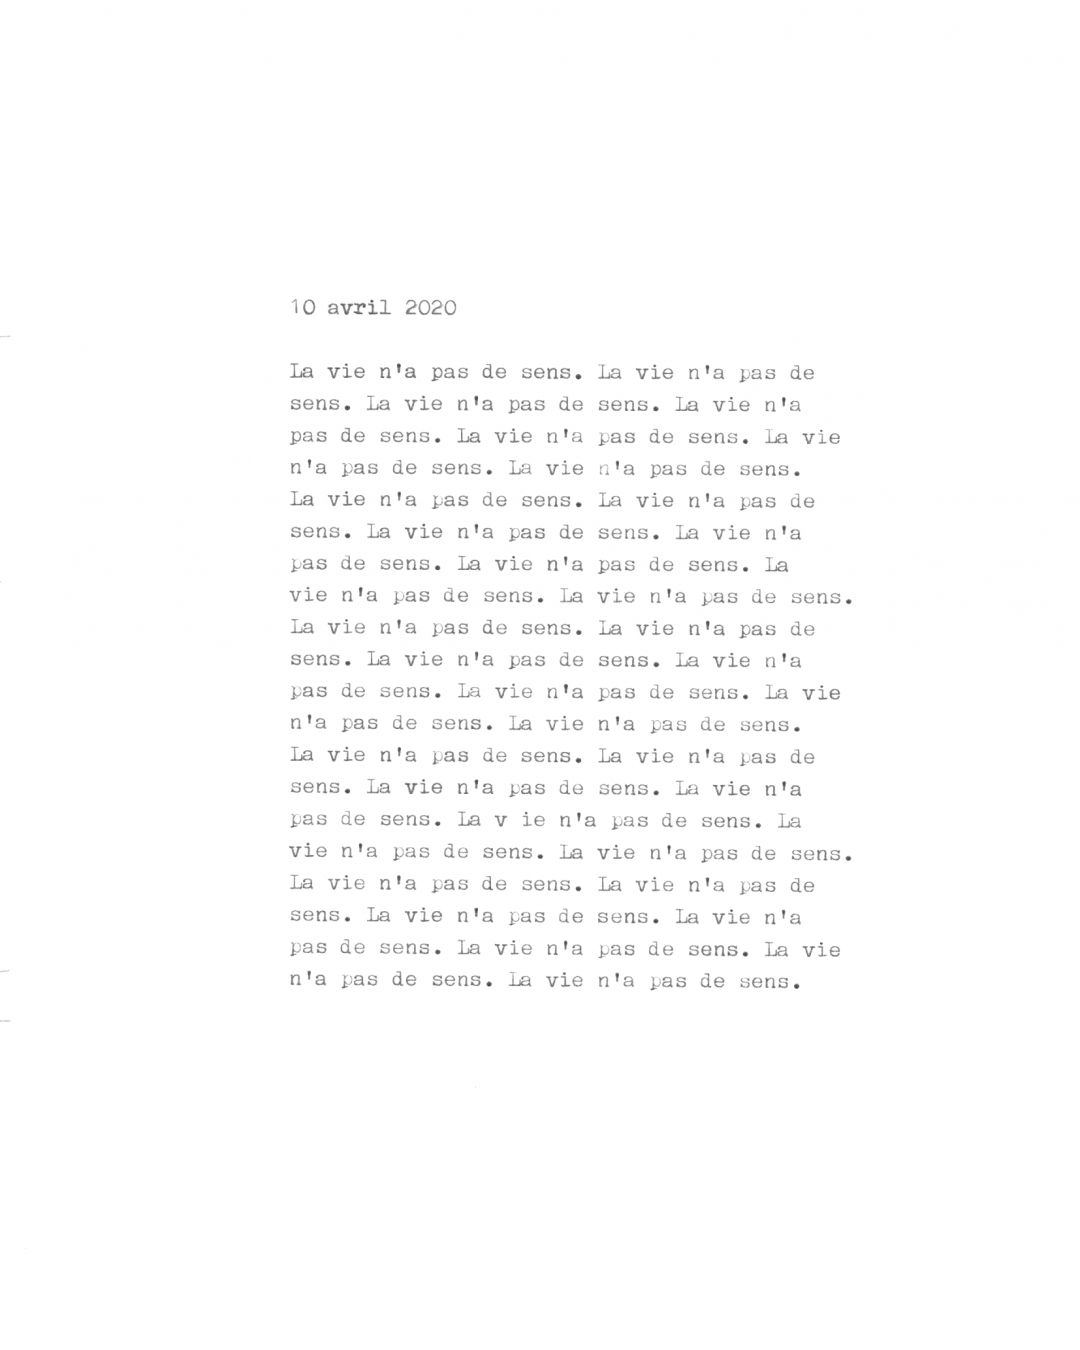 10 avril 2020
La vie n'a pas de sens. La vie n'a pas de
sens. La vie n'a pas de sens. La vie n'a
pas de sens. La vie n'a pas de sens. La vie
n'a pas de sens. La vie n'a pas de sens.
La vie n'a pas de sens. La vie n'a pas de
sens. La vie n'a pas de sens. La vie n'a
pas de sens. La vie n'a pas de sens. La
vie n'a pas de sens. La vie n'a pas de sens.
La vie n'a pas de sens. La vie n'a pas de
sens. La vie n'a pas de sens. La vie n'a
pas de sens. La vie n'a pas de sens. La vie
n'a pas de sens. La vie n'a pas de sens.
La vie n'a pas de sens. La vie n'a pas de
sens. La vie n'a pas de sens. La vie n'a
pas de sens. La v ie n'a pas de sens. La
vie n'a pas de sens. La vie n'a pas de sens.
La vie n'a pas de sens. La vie n'a pas de
sens. La vie n'a pas de sens. La vie n'a
pas de sens. La vie n'a pas de sens. La vie
n'a pas de sens. La vie n'a pas de sens.